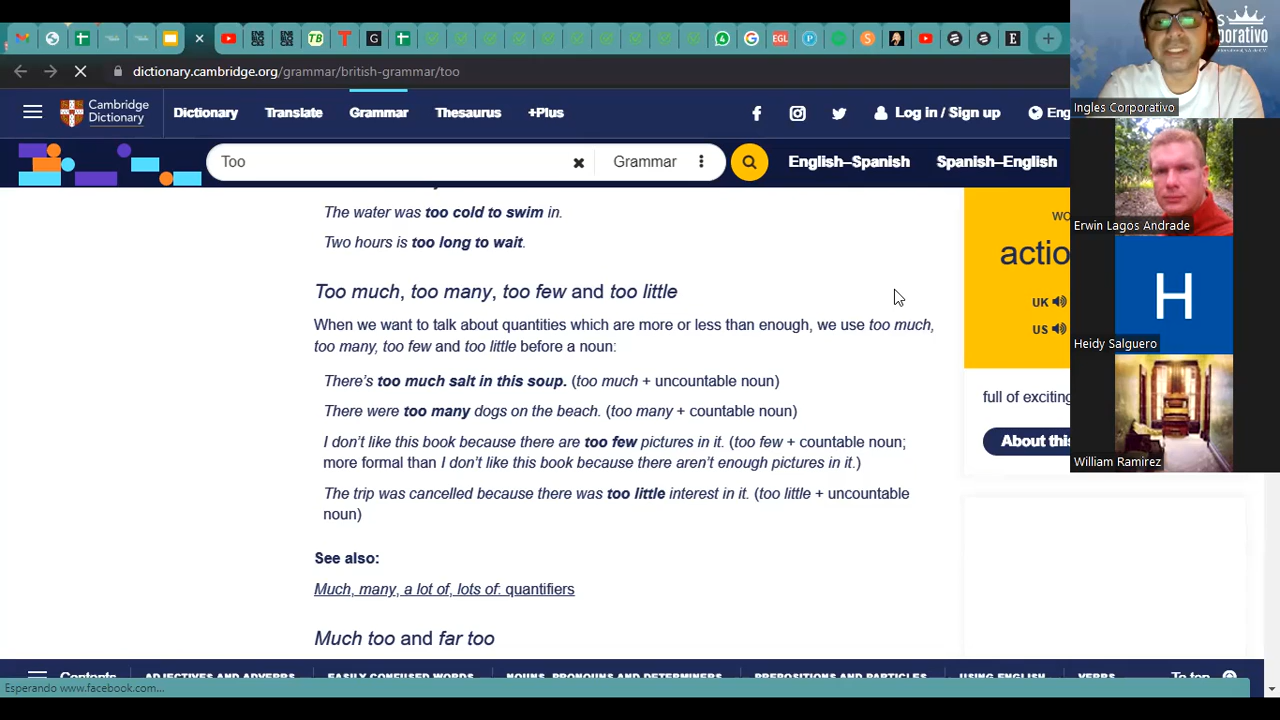 S
orativo
dictionary.cambridge.org/grammar/british-grammar/too
Cambridge
Dictionary
Dictionary
Translate
Grammar
Thesaurus
+Plus
Log in / Sign up
Eng
Ingles Corporativo
Too
Grammar
English–Spanish
Spanish–English
The water was too cold to swim in.
Two hours is too long to wait.
Too much, too many, too few and too little
When we want to talk about quantities which are more or less than enough, we use too much,
too many, too few and too little before a noun:
There's too much salt in this soup. (too much + uncountable noun)
There were too many dogs on the beach. (too many + countable noun)
I don't like this book because there are too few pictures in it. (too few + countable noun;
more formal than I don't like this book because there aren't enough pictures in it.)
The trip was cancelled because there was too little interest in it. (too little + uncountable
noun)
See also:
Much, many, a lot of, lots of: quantifiers
Much too and far too
WO
actio
UK
US
full of exciting
About this
Erwin Lagos Andrade
H
Heidy Salguero
William Ramirez
Contents
ADJECTIVES AND ADVERBS
EASILY CONFUSED WORDS
NOUNS, PRONOUNS AND DETERMINERS
PREPOSITIONS AND PARTICLES
USING ENGLISH
VERBS
To top
Esperando www.facebook.com...